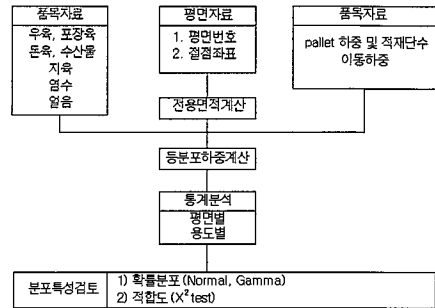 품목자료
우육, 포장육
돈육, 수산물
지육
염수
얼음
평면자료
1. 평면번호
2. 접점좌표
품목자료
pallet 하중 및 적재단수
이동하중
전용면적계산
등분포하중계산
통계분석
평면별
용도별
분포특성검토
1) 확률분포 (Normal, Gamma)
2) 적합도 (X² test)